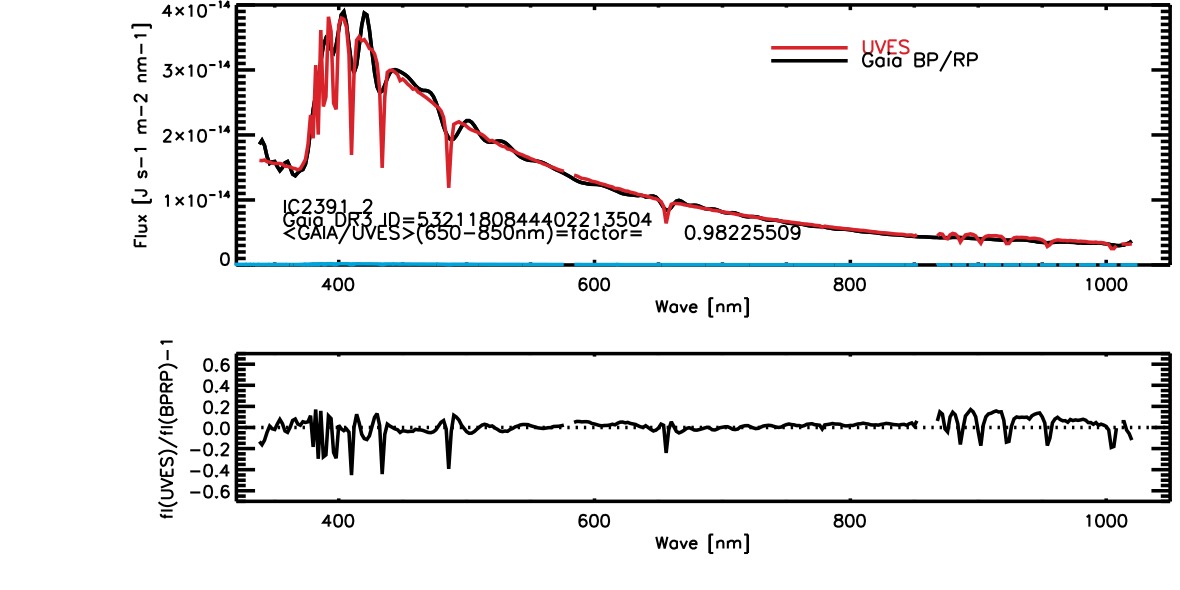 4×10−14
3×10−14
2×10−14
1×10−14
0
Flux [J s−1 m−2 nm−1]
UVES
Gaia BP/RP
IC2391_2
Gaia DR3 ID=5321180844402213504
<GAIA/UVES>(650−850nm)=factor= 0.98225509
400 600 800 1000
Wave [nm]
0.6
0.4
0.2
0.0
−0.2
−0.4
−0.6
fl(UVES)/fl(BPRP)−1
400 600 800 1000
Wave [nm]